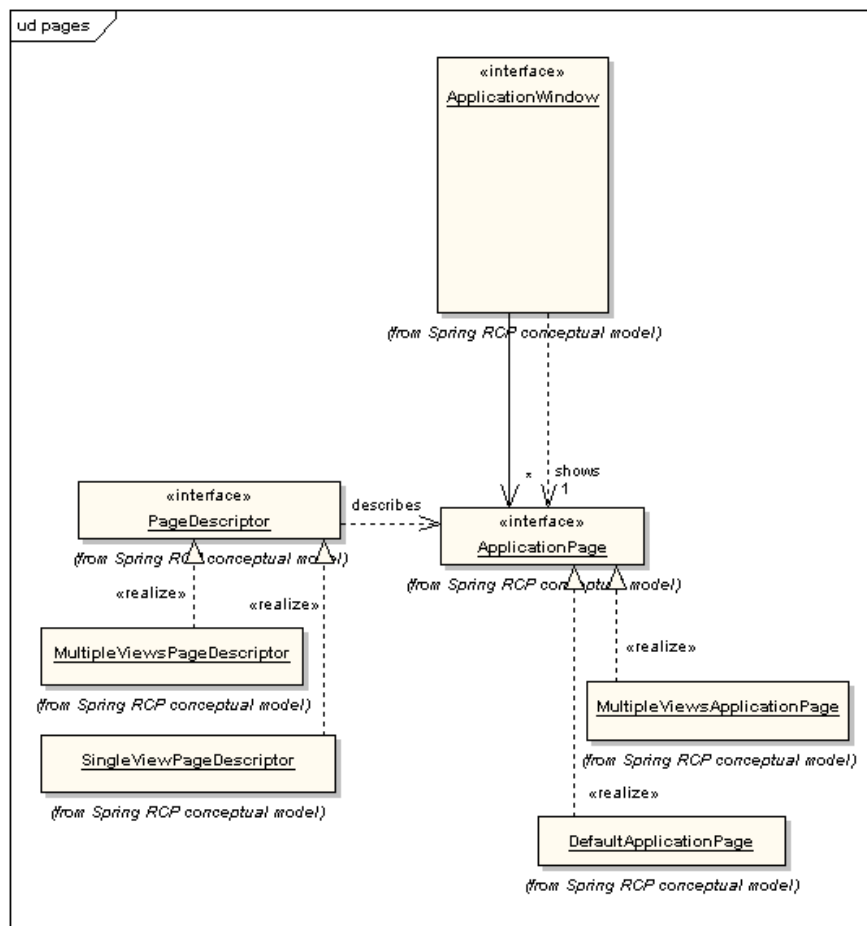 ud pages
«interface»
ApplicationWindow
(from Spring RCP conceptual model)
*
shows
1
«interface»
PageDescriptor
(from Spring RCP conceptual model)
describes
«interface»
ApplicationPage
(from Spring RCP conceptual model)
«realize»
«realize»
MultipleViewsPageDescriptor
(from Spring RCP conceptual model)
«realize»
MultipleViewsApplicationPage
(from Spring RCP conceptual model)
SingleViewPageDescriptor
(from Spring RCP conceptual model)
«realize»
DefaultApplicationPage
(from Spring RCP conceptual model)